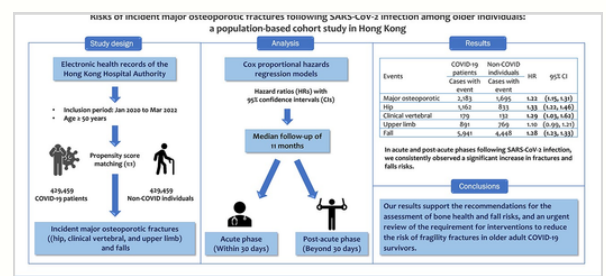 Risks of incident major osteoporotic fractures following SARS-CoV-2 infection among older individuals:
a population-based cohort study in Hong Kong
Study design
Electronic health records of the
Hong Kong Hospital Authority
• Inclusion period: Jan 2020 to Mar 2022
• Age ≥ 50 years
Propensity score
matching (1:1)
429,459
COVID-19 patients
429,459
Non-COVID individuals
Incident major osteoporotic fractures
((hip, clinical vertebral, and upper limb)
and falls
Analysis
Cox proportional hazards
regression models
Hazard ratios (HRs) with
95% confidence intervals (CIs)
Median follow-up of
11 months
Acute phase
(Within 30 days)
Post-acute phase
(Beyond 30 days)
Results
Events COVID-19 patients Non-COVID individuals HR 95% CI
Cases with event Cases with event
Major osteoporotic 2,183 1,695 1.22 (1.15, 1.31)
Hip 1,162 833 1.33 (1.22, 1.46)
Clinical vertebral 179 132 1.29 (1.03, 1.62)
Upper limb 891 769 1.10 (0.99, 1.21)
Fall 5,941 4,448 1.28 (1.23, 1.33)
In acute and post-acute phases following SARS-CoV-2 infection,
we consistently observed a significant increase in fractures and
falls risks.
Conclusions
Our results support the recommendations for the
assessment of bone health and fall risks, and an urgent
review of the requirement for interventions to reduce
the risk of fragility fractures in older adult COVID-19
survivors.